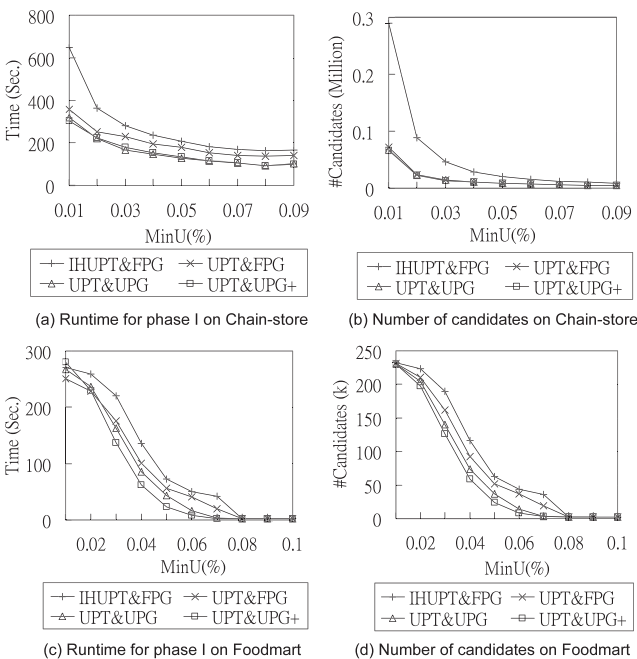 800
600
400
200
0
Time (Sec.)
0.01 0.03 0.05 0.07 0.09
MinU(%)
IHUPT&FPG UPT&FPG
UPT&UPG UPT&UPG+
(a) Runtime for phase I on Chain-store
0.3
0.2
0.1
0
#Candidates (Million)
0.01 0.03 0.05 0.07 0.09
MinU(%)
IHUPT&FPG UPT&FPG
UPT&UPG UPT&UPG+
(b) Number of candidates on Chain-store
300
200
100
0
Time (Sec.)
0.02 0.04 0.06 0.08 0.1
MinU(%)
IHUPT&FPG UPT&FPG
UPT&UPG UPT&UPG+
(c) Runtime for phase I on Foodmart
250
200
150
100
50
0
#Candidates (k)
0.02 0.04 0.06 0.08 0.1
MinU(%)
IHUPT&FPG UPT&FPG
UPT&UPG UPT&UPG+
(d) Number of candidates on Foodmart